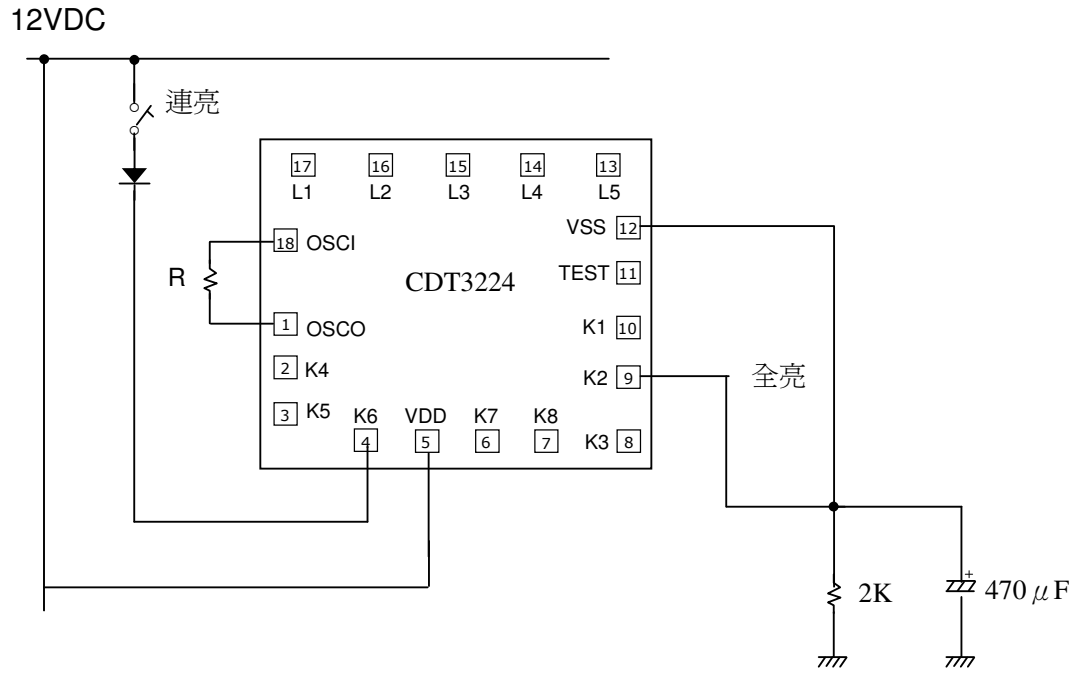 12VDC
連亮
17 16 15 14 13
L1 L2 L3 L4 L5
VSS 12
18 OSCI
TEST 11
R
CDT3224
1 OSCO
K1 10
2 K4
K2 9
全亮
3 K5
K6 VDD K7 K8
4 5 6 7
K3 8
2K
+
470μF